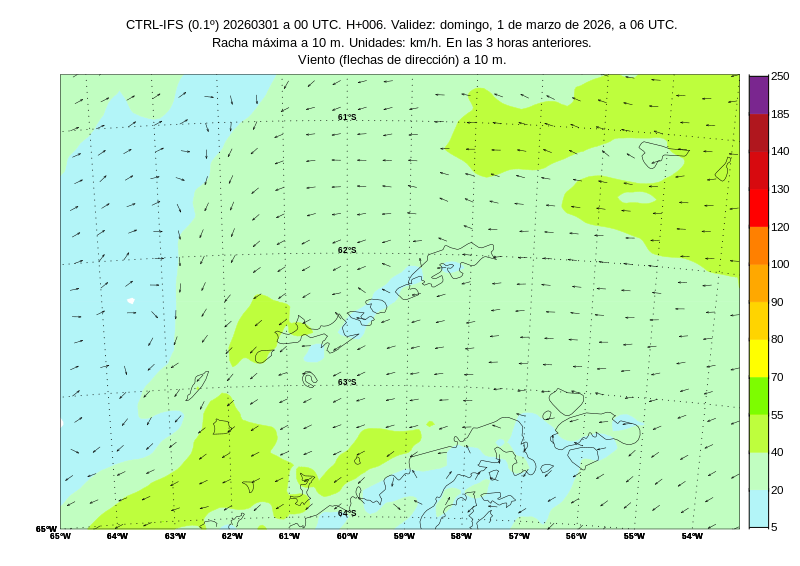 CTRL-IFS (0.1º) 20260301 a 00 UTC. H+006. Validez: domingo, 1 de marzo de 2026, a 06 UTC.
Racha máxima a 10 m. Unidades: km/h. En las 3 horas anteriores.
Viento (flechas de dirección) a 10 m.
250
185
140
130
120
100
90
80
70
55
40
20
5
61°S
62°S
63°S
64°S
65°W
65°W
64°W
63°W
62°W
61°W
60°W
59°W
58°W
57°W
56°W
55°W
54°W